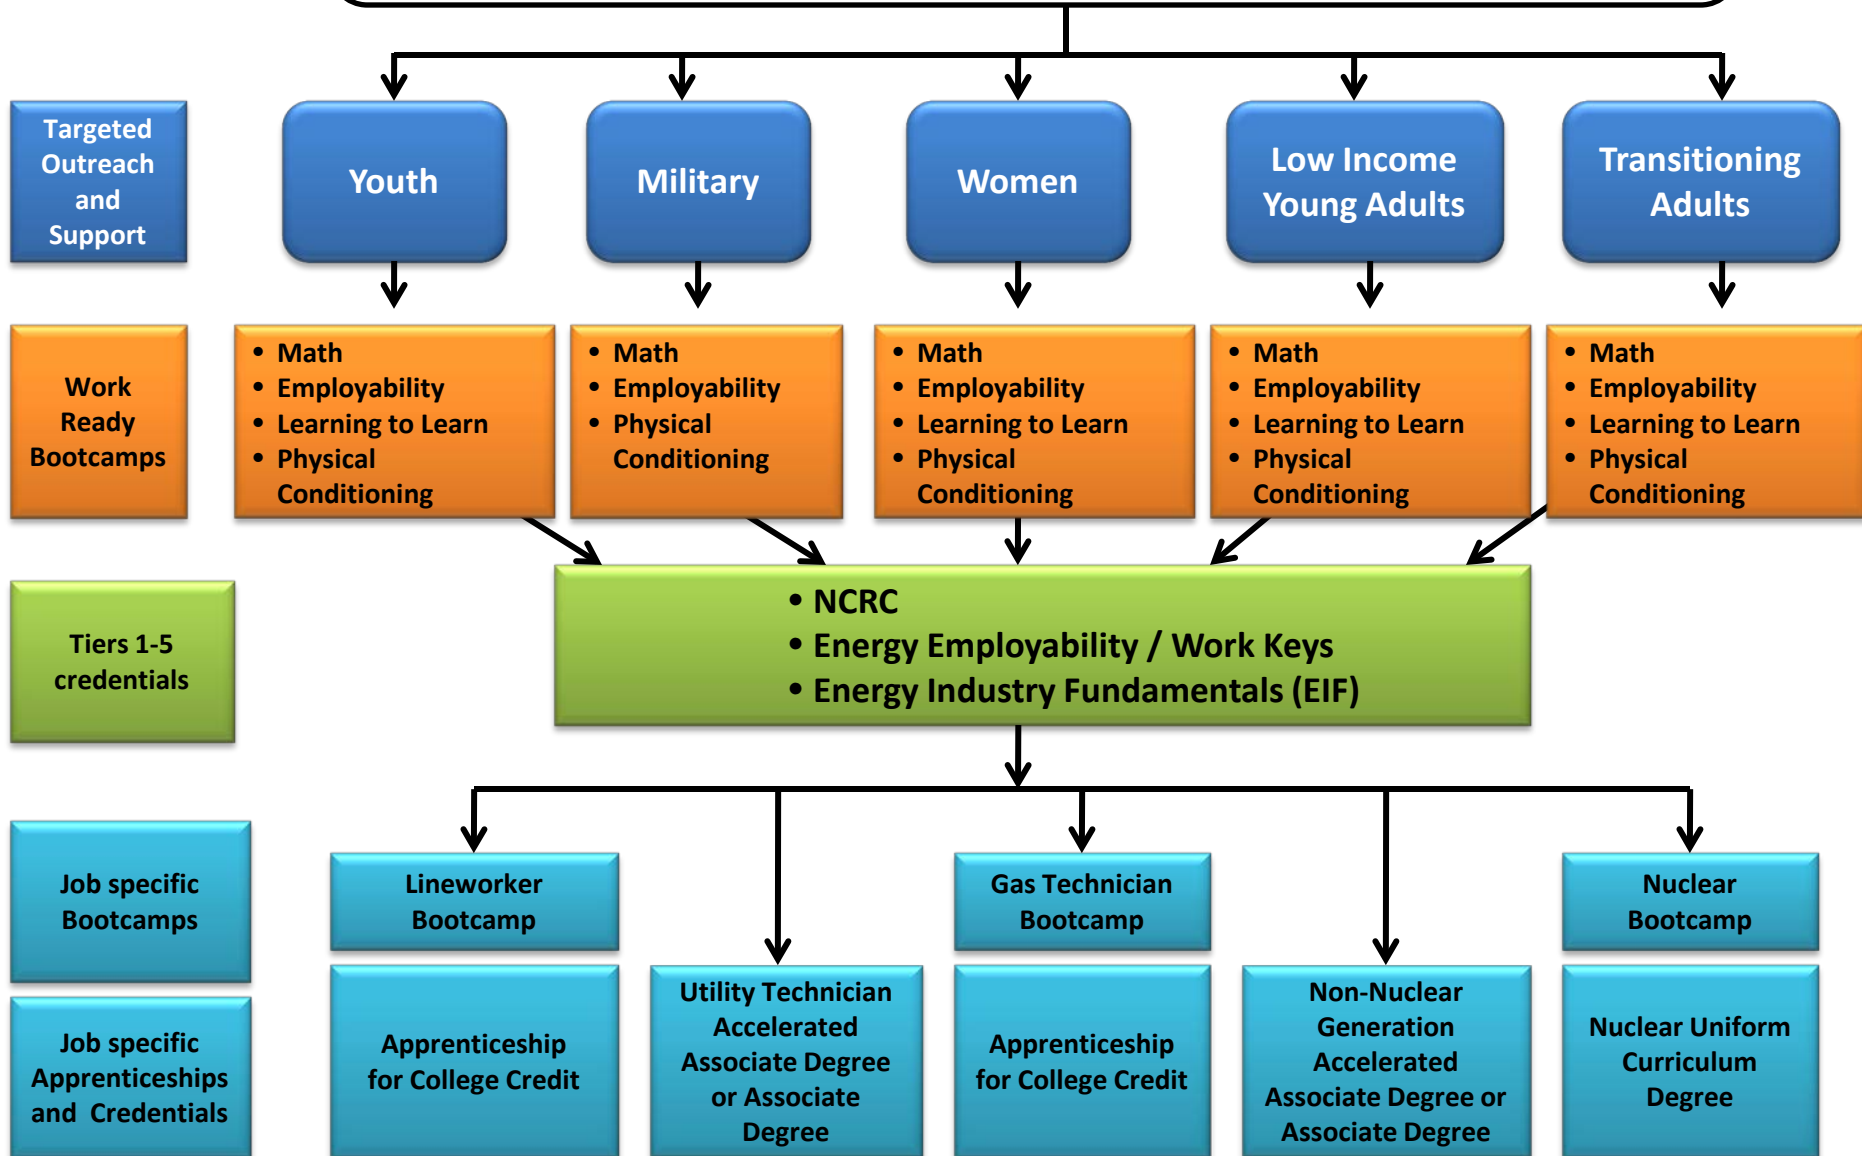 Targeted
Outreach
and
Support
Youth
Military
Women
Low Income
Young Adults
Transitioning
Adults
Work
Ready
Bootcamps
• Math
• Employability
• Learning to Learn
• Physical
Conditioning
• Math
• Employability
• Physical
Conditioning
• Math
• Employability
• Learning to Learn
• Physical
Conditioning
• Math
• Employability
• Learning to Learn
• Physical
Conditioning
• Math
• Employability
• Learning to Learn
• Physical
Conditioning
Tiers 1-5
credentials
• NCRC
• Energy Employability / Work Keys
• Energy Industry Fundamentals (EIF)
Job specific
Bootcamps
Lineworker
Bootcamp
Gas Technician
Bootcamp
Nuclear
Bootcamp
Job specific
Apprenticeships
and Credentials
Apprenticeship
for College Credit
Utility Technician
Accelerated
Associate Degree
or Associate
Degree
Apprenticeship
for College Credit
Non-Nuclear
Generation
Accelerated
Associate Degree or
Associate Degree
Nuclear Uniform
Curriculum
Degree